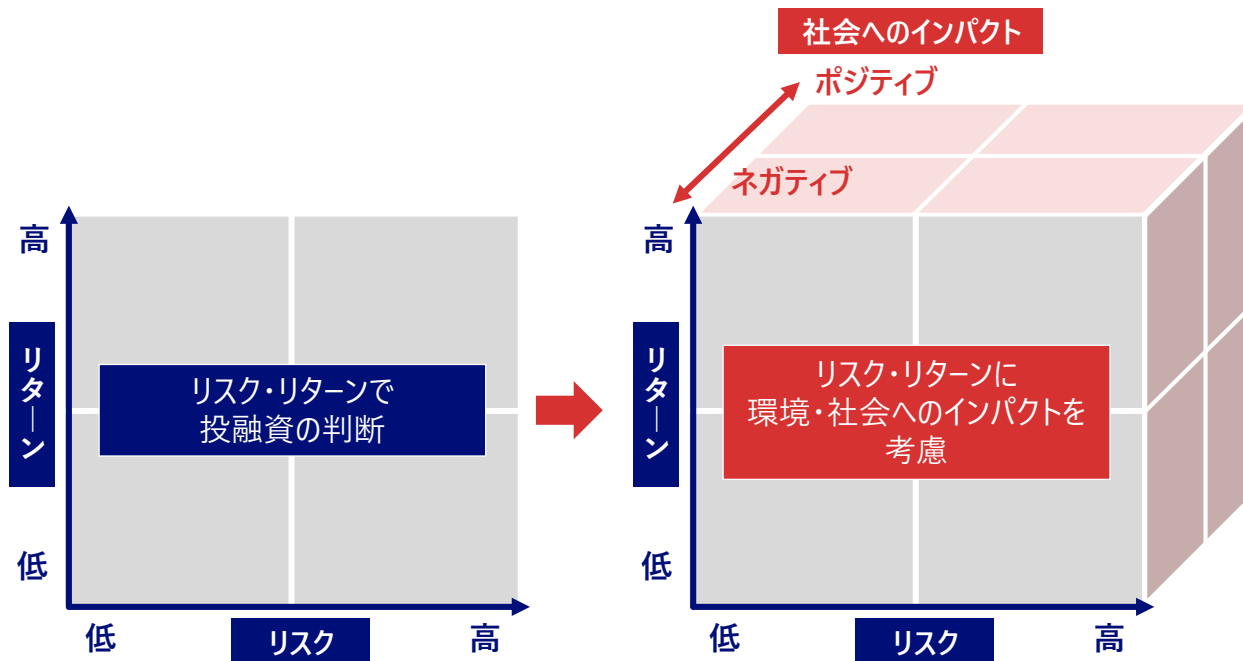 社会へのインパクト
ポジティブ
ネガティブ
高
リターン
リスク・リターンで
投融資の判断
低
低
リスク
高
高
リターン
リスク・リターンに
環境・社会へのインパクトを
考慮
低
低
リスク
高